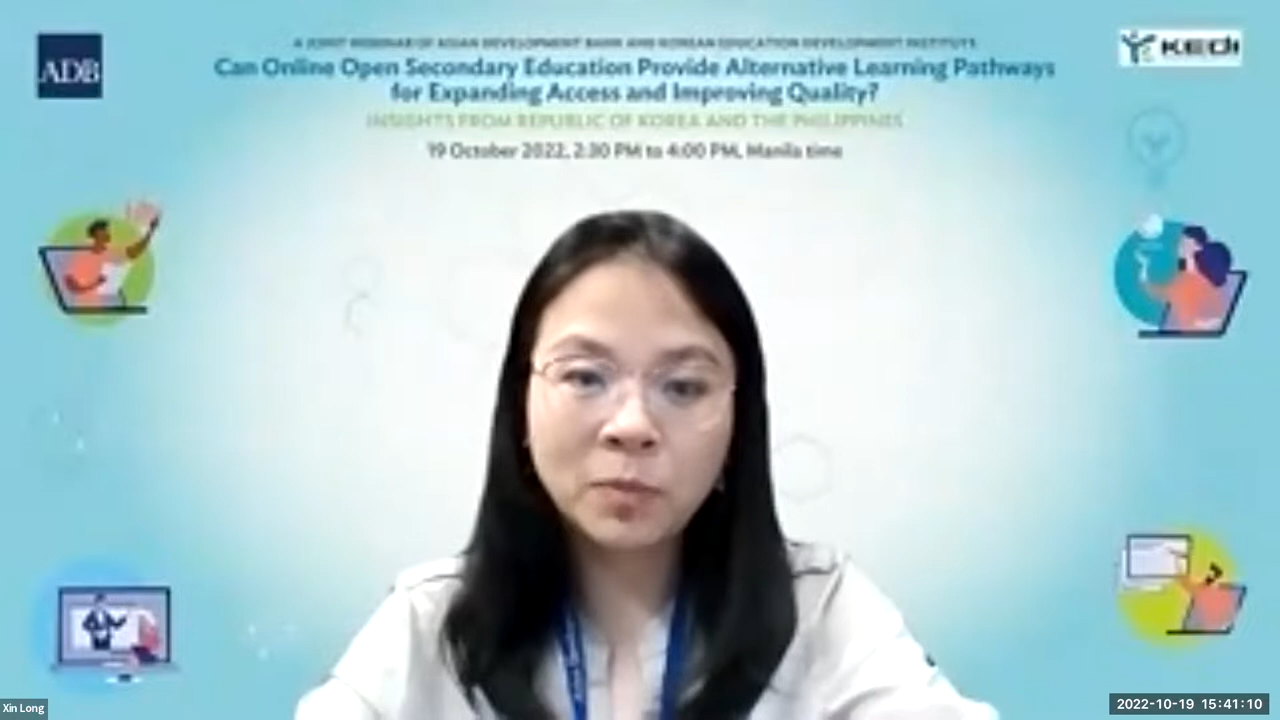 ADB
A JOINT WEBINAR OF ASIAN DEVELOPMENT BANK AND KOREAN EDUCATION DEVELOPMENT INSTITUTE
Can Online Open Secondary Education Provide Alternative Learning Pathways
for Expanding Access and Improving Quality?
INSIGHTS FROM REPUBLIC OF KOREA AND THE PHILIPPINES
19 October 2022, 2:30 PM to 4:00 PM, Manila time
KEDI
Xin Long
2022-10-19 15:41:10